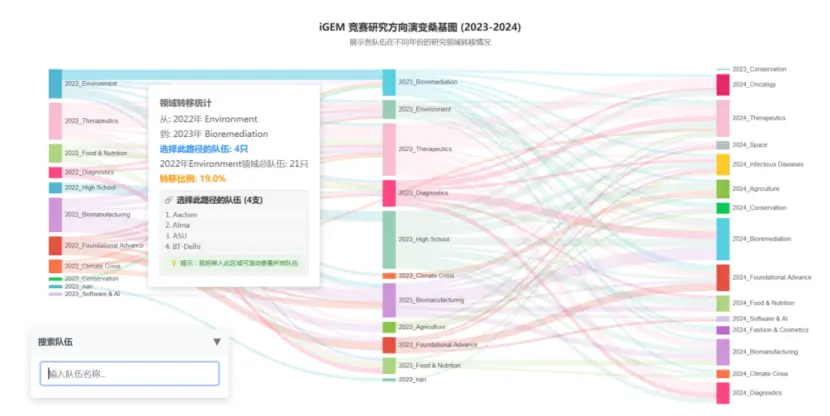 iGEM 竞赛研究方向演变桑基图 (2023-2024)
展示各队伍在不同年份的研究领域转移情况
2022_Environment
2022_Therapeutics
2022_Food & Nutrition
2022_Diagnostics
2022_High School
2022_Biomanufacturing
2022_Foundational Advance
2022_Climate Crisis
2022_Conservation
2022_nan
2022_Software & AI
领域转移统计
从: 2022年 Environment
到: 2023年 Bioremediation
选择此路径的队伍: 4只
2022年Environment领域总队伍: 21只
转移比例: 19.0%
选择此路径的队伍 (4支)
1. Aachen
2. Alma
3. ASU
4. IIT-Delhi
提示：鼠标移入此区域可滚动查看所有队伍
2023_Bioremediation
2023_Environment
2023_Therapeutics
2023_Diagnostics
2023_High School
2023_Climate Crisis
2023_Biomanufacturing
2023_Agriculture
2023_Foundational Advance
2023_Food & Nutrition
2023_nan
2023_Conservation
2024_Oncology
2024_Therapeutics
2024_Space
2024_Infectious Diseases
2024_Agriculture
2024_Conservation
2024_Bioremediation
2024_Foundational Advance
2024_Food & Nutrition
2024_Software & AI
2024_Fashion & Cosmetics
2024_Biomanufacturing
2024_Climate Crisis
2024_Diagnostics
搜索队伍
输入队伍名称...